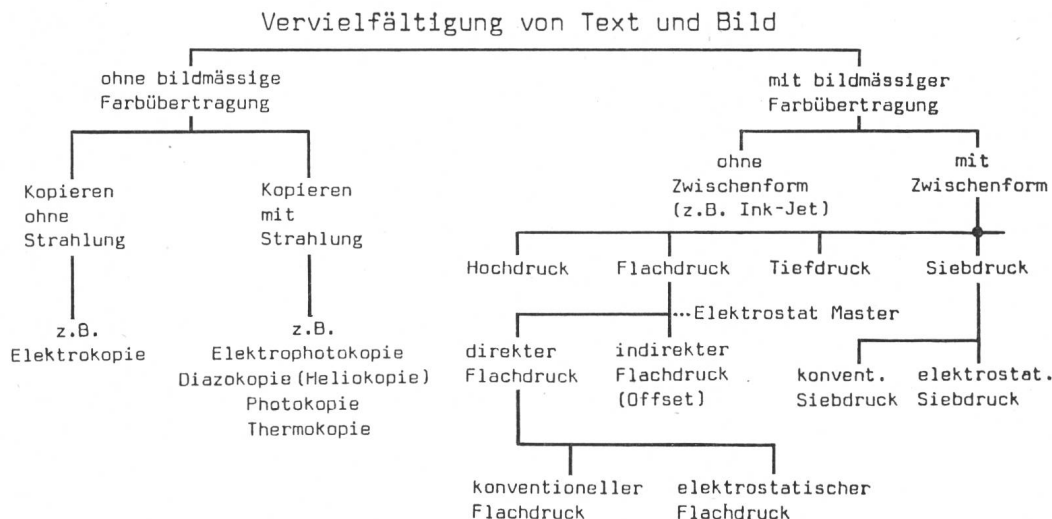 Vervielfältigung von Text und Bild
ohne bildmässige
Farbübertragung
mit bildmässiger
Farbübertragung
Kopieren
ohne
Strahlung
Kopieren
mit
Strahlung
ohne
Zwischenform
(z.B. Ink-Jet)
mit
Zwischenform
Hochdruck
Flachdruck
Tiefdruck
Siebdruck
z.B.
Elektrokopie
z.B.
Elektrophotokopie
Diazokopie (Heliokopie)
Photokopie
Thermokopie
...Elektrostat Master
direkter
Flachdruck
indirekter
Flachdruck
(Offset)
konvent.
Siebdruck
elektrostat.
Siebdruck
konventioneller
Flachdruck
elektrostatischer
Flachdruck